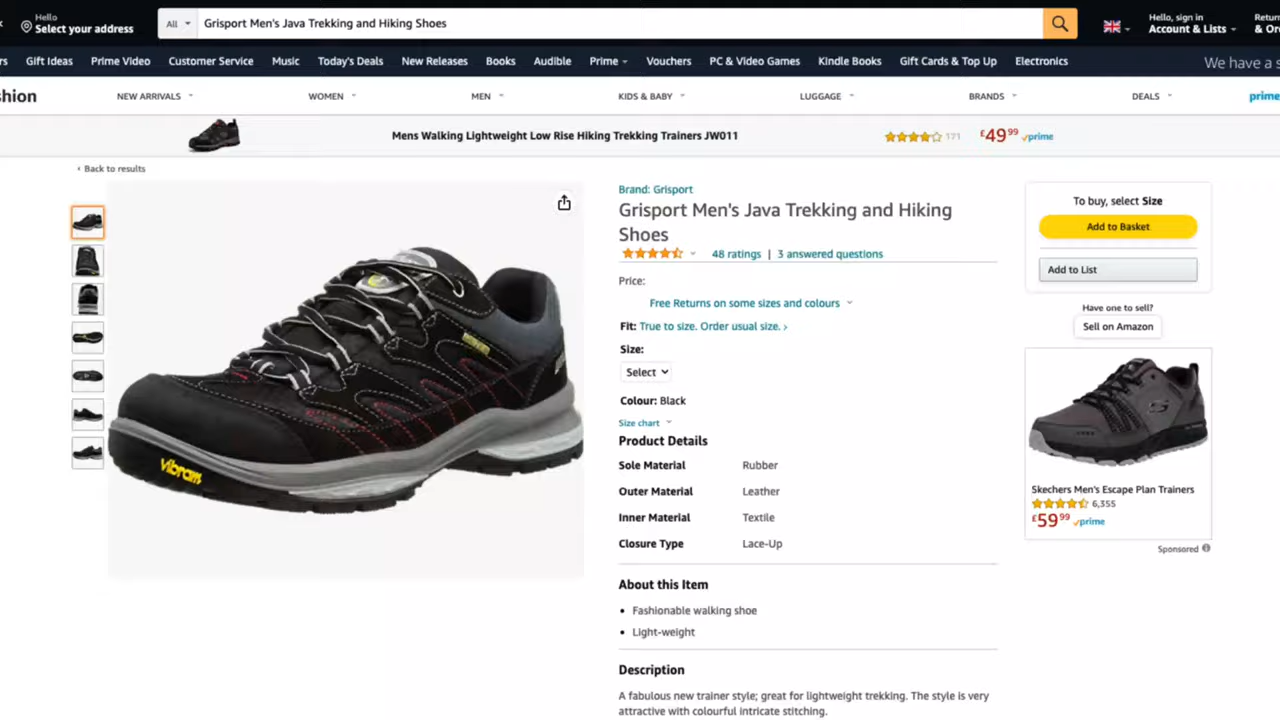 Hello
Select your address
All
Grisport Men's Java Trekking and Hiking Shoes
Hello, sign in
Account & Lists
Gift Ideas Prime Video Customer Service Music Today's Deals New Releases Books Audible Prime Vouchers PC & Video Games Kindle Books Gift Cards & Top Up Electronics We have a s
NEW ARRIVALS WOMEN MEN KIDS & BABY LUGGAGE BRANDS DEALS prime
Mens Walking Lightweight Low Rise Hiking Trekking Trainers JW011 171 £49.99 prime
‹ Back to results
Brand: Grisport
Grisport Men's Java Trekking and Hiking
Shoes
48 ratings | 3 answered questions
Price:
Free Returns on some sizes and colours
Fit: True to size. Order usual size. ›
Size:
Select
Colour: Black
Size chart
Product Details
Sole Material Rubber
Outer Material Leather
Inner Material Textile
Closure Type Lace-Up
About this Item
• Fashionable walking shoe
• Light-weight
Description
A fabulous new trainer style; great for lightweight trekking. The style is very
attractive with colourful intricate stitching.
vibram
To buy, select Size
Add to Basket
Add to List
Have one to sell?
Sell on Amazon
Skechers Men's Escape Plan Trainers
6,355
£59.99 prime
Sponsored